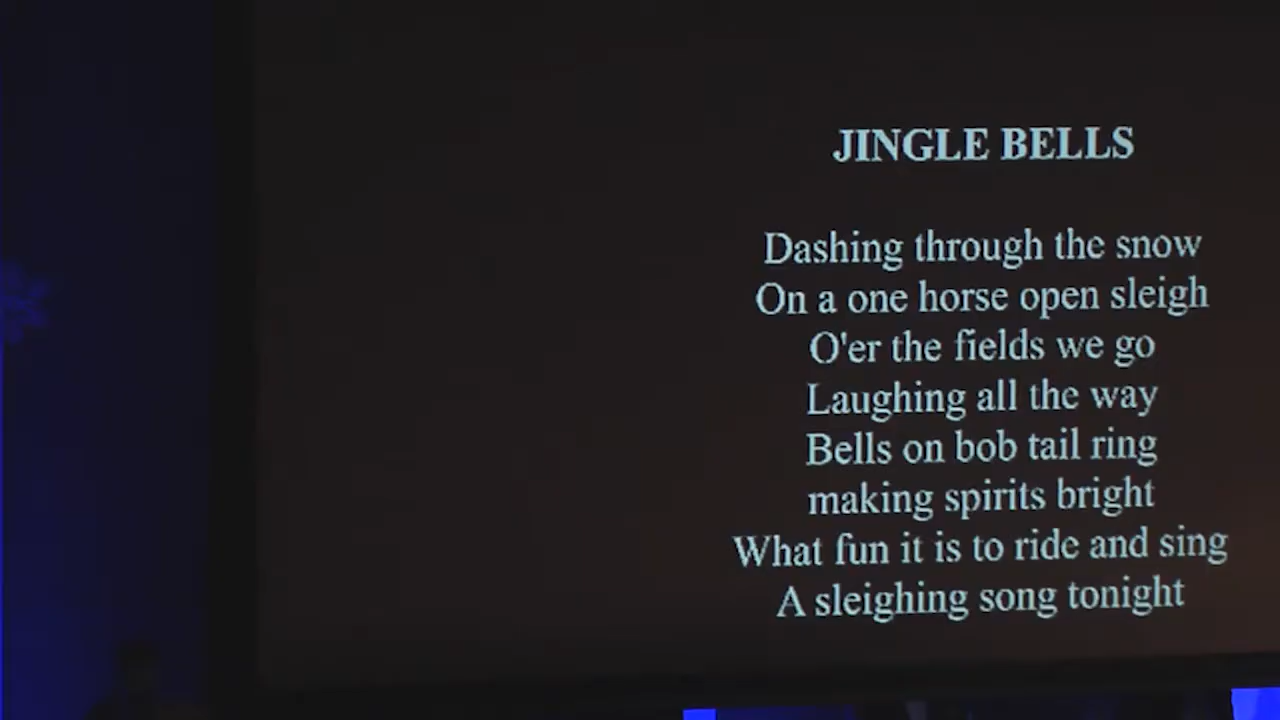 JINGLE BELLS
Dashing through the snow
On a one horse open sleigh
O'er the fields we go
Laughing all the way
Bells on bob tail ring
making spirits bright
What fun it is to ride and sing
A sleighing song tonight